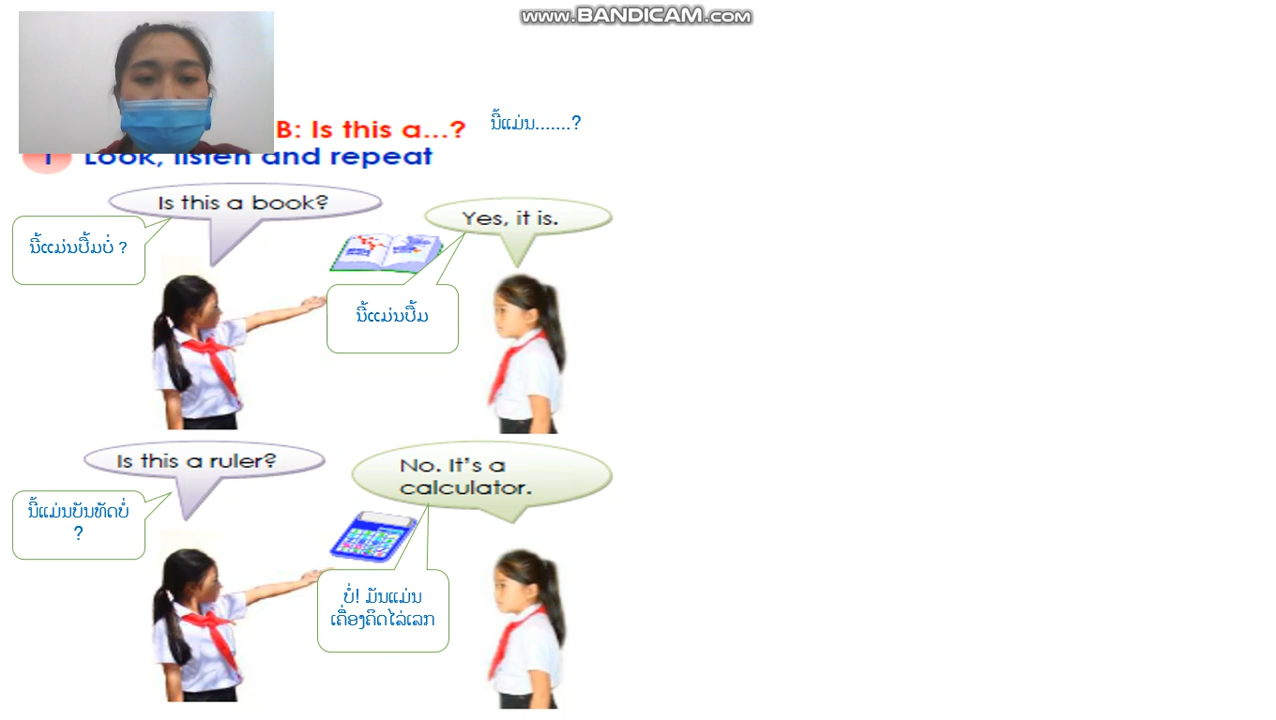 www.BANDICAM.com
B: Is this a...?
ນີ້ແມ່ນ.......?
1 Look, listen and repeat
Is this a book?
Yes, it is.
ນີ້ແມ່ນປຶ້ມບໍ່ ?
ນີ້ແມ່ນປຶ້ມ
Is this a ruler?
No. It's a
calculator.
ນີ້ແມ່ນບັນທັດບໍ່
?
ບໍ່! ມັນແມ່ນ
ເຄື່ອງຄິດໄລ່ເລກ